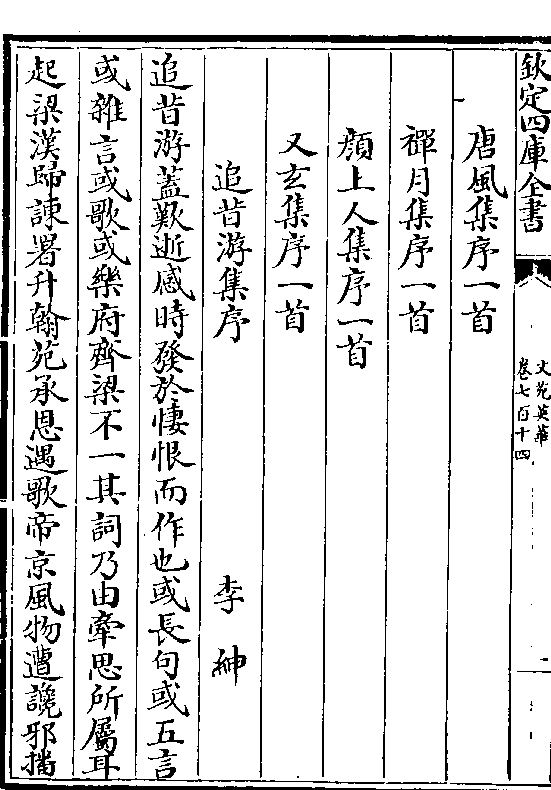 欽定四庫全書
文苑英華
卷七百十四
唐風集序一首
禪月集序一首
顔上人集序一首
又玄集序一首
追昔游集序 李紳
追昔游蓋歎逝感時發於悽恨而作也或長句或五言
或雜言或歌或樂府齊梁不一其詞乃由牽思所屬耳
起梁漢歸諫署升翰苑承恩遇歌帝京風物遭讒邪播